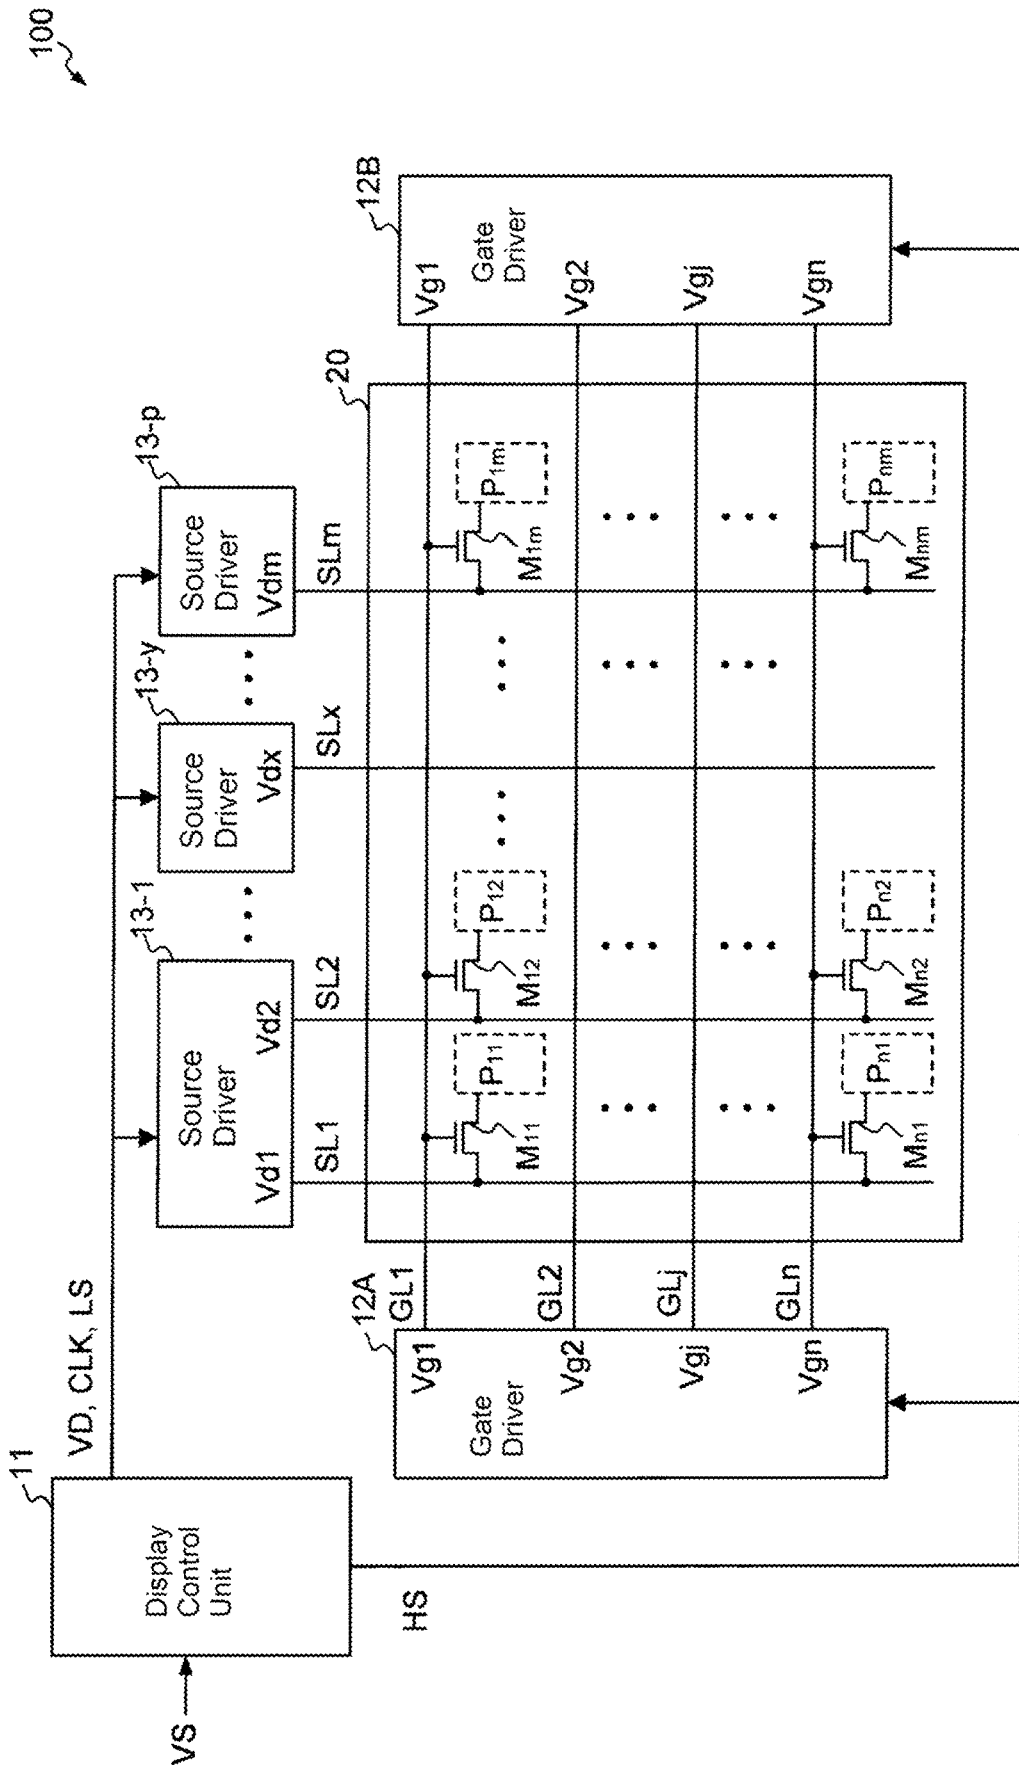 100
VS
Display
Control
Unit
11
VD, CLK, LS
HS
Source
Driver
Vd1
Vd2
13-1
Source
Driver
Vdx
13-y
Source
Driver
Vdm
13-p
SL1
SL2
SLx
SLm
20
12A
Gate
Driver
Vg1
Vg2
Vgj
Vgn
GL1
GL2
GLj
GLn
12B
Gate
Driver
Vg1
Vg2
Vgj
Vgn
P11
M11
P12
M12
P1m
M1m
Pn1
Mn1
Pn2
Mn2
Pnm
Mnm